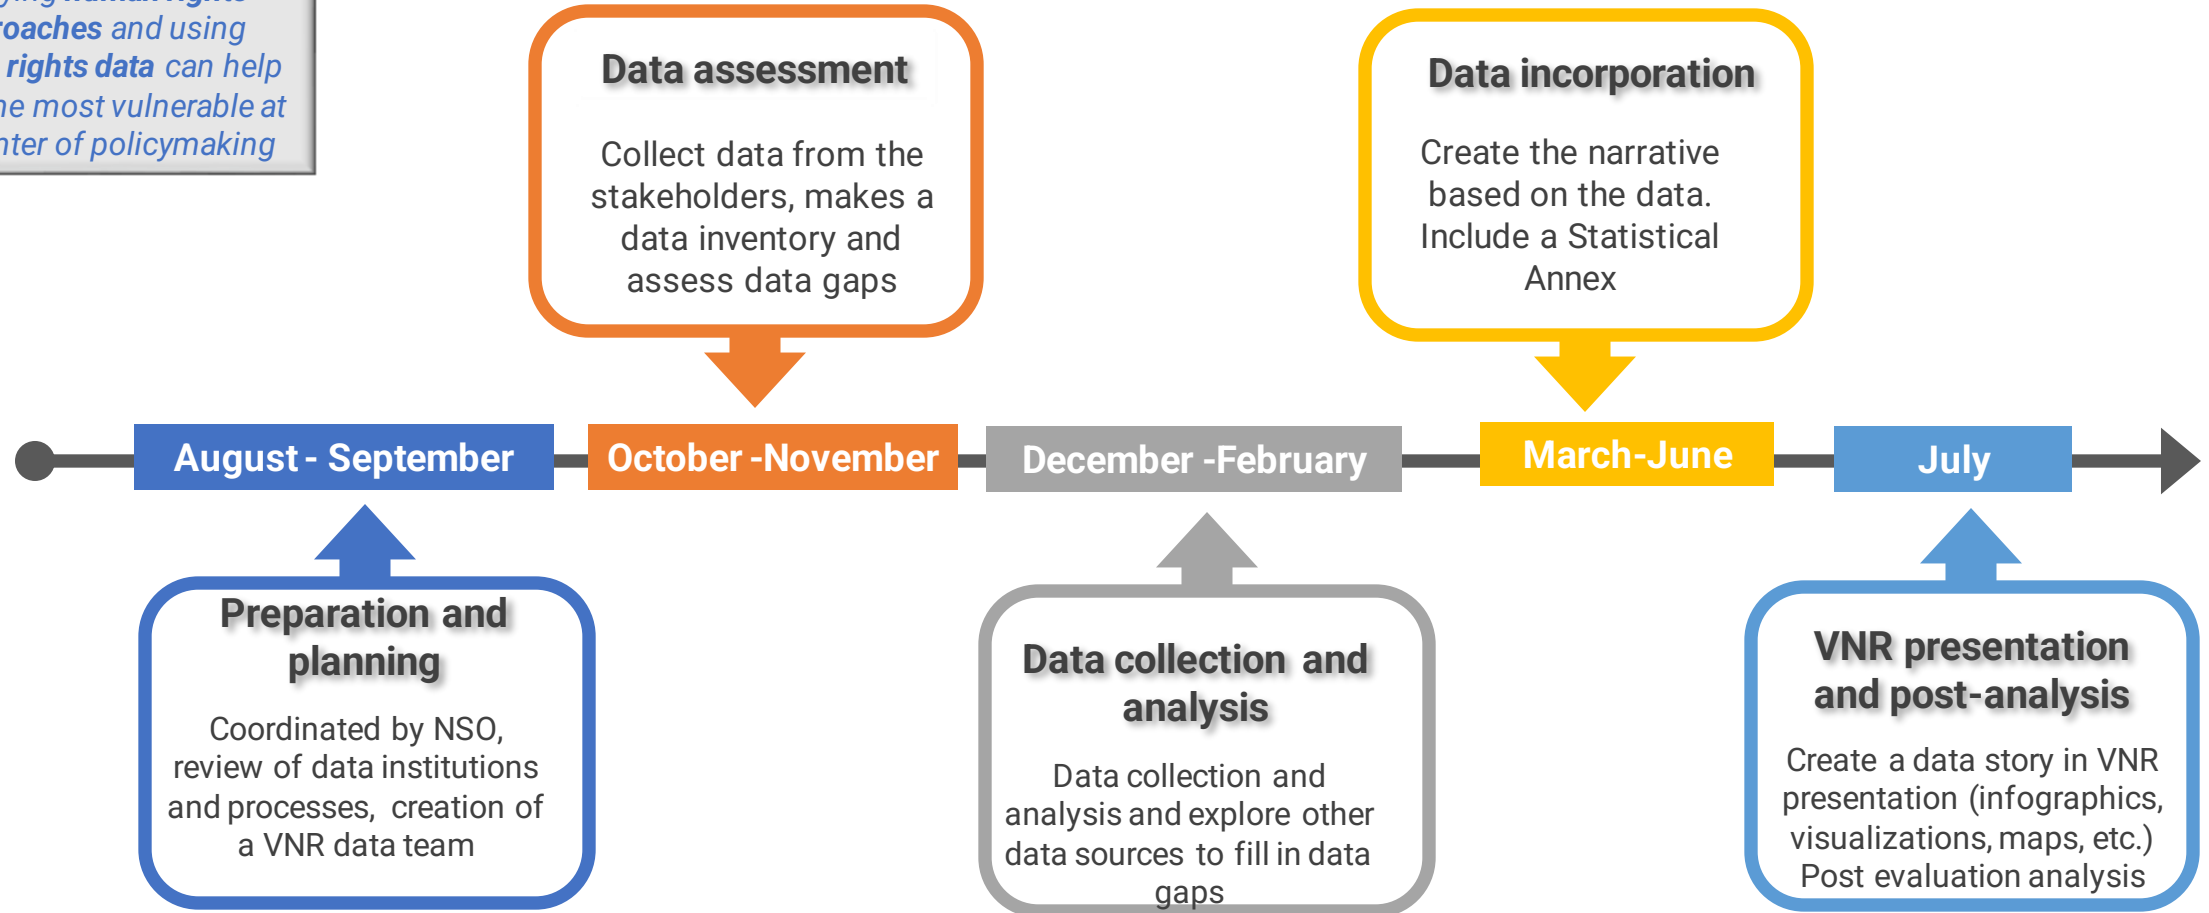 human rights
and using
rights data can help
most vulnerable at
of policymaking
Data assessment
Collect data from the
stakeholders, makes a
data inventory and
assess data gaps
Data incorporation
Create the narrative
based on the data.
Include a Statistical
Annex
August - September
October -November
December -February
March-June
July
Preparation and
planning
Coordinated by NSO,
review of data institutions
and processes, creation of
a VNR data team
Data collection and
analysis
Data collection and
analysis and explore other
data sources to fill in data
gaps
VNR presentation
and post-analysis
Create a data story in VNR
presentation (infographics,
visualizations, maps, etc.)
Post evaluation analysis